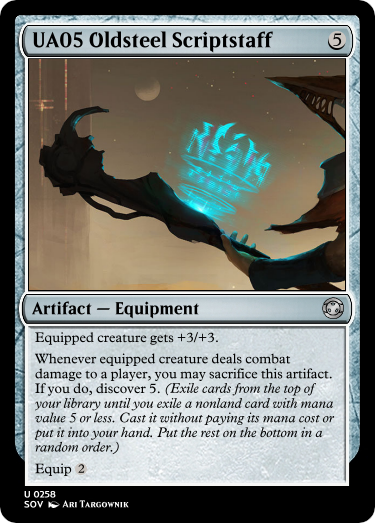 UA05 Oldsteel Scriptstaff 5
Artifact — Equipment
Equipped creature gets +3/+3.
Whenever equipped creature deals combat
damage to a player, you may sacrifice this artifact.
If you do, discover 5. (Exile cards from the top of
your library until you exile a nonland card with mana
value 5 or less. Cast it without paying its mana cost or
put it into your hand. Put the rest on the bottom in a
random order.)
Equip 2
U 0258
SOV Ari Targownik